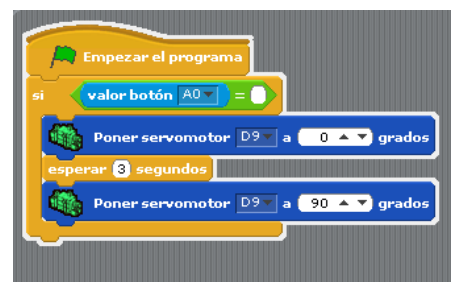 Empezar el programa
si valor botón A0 =
Poner servomotor D9 a 0 grados
esperar 3 segundos
Poner servomotor D9 a 90 grados